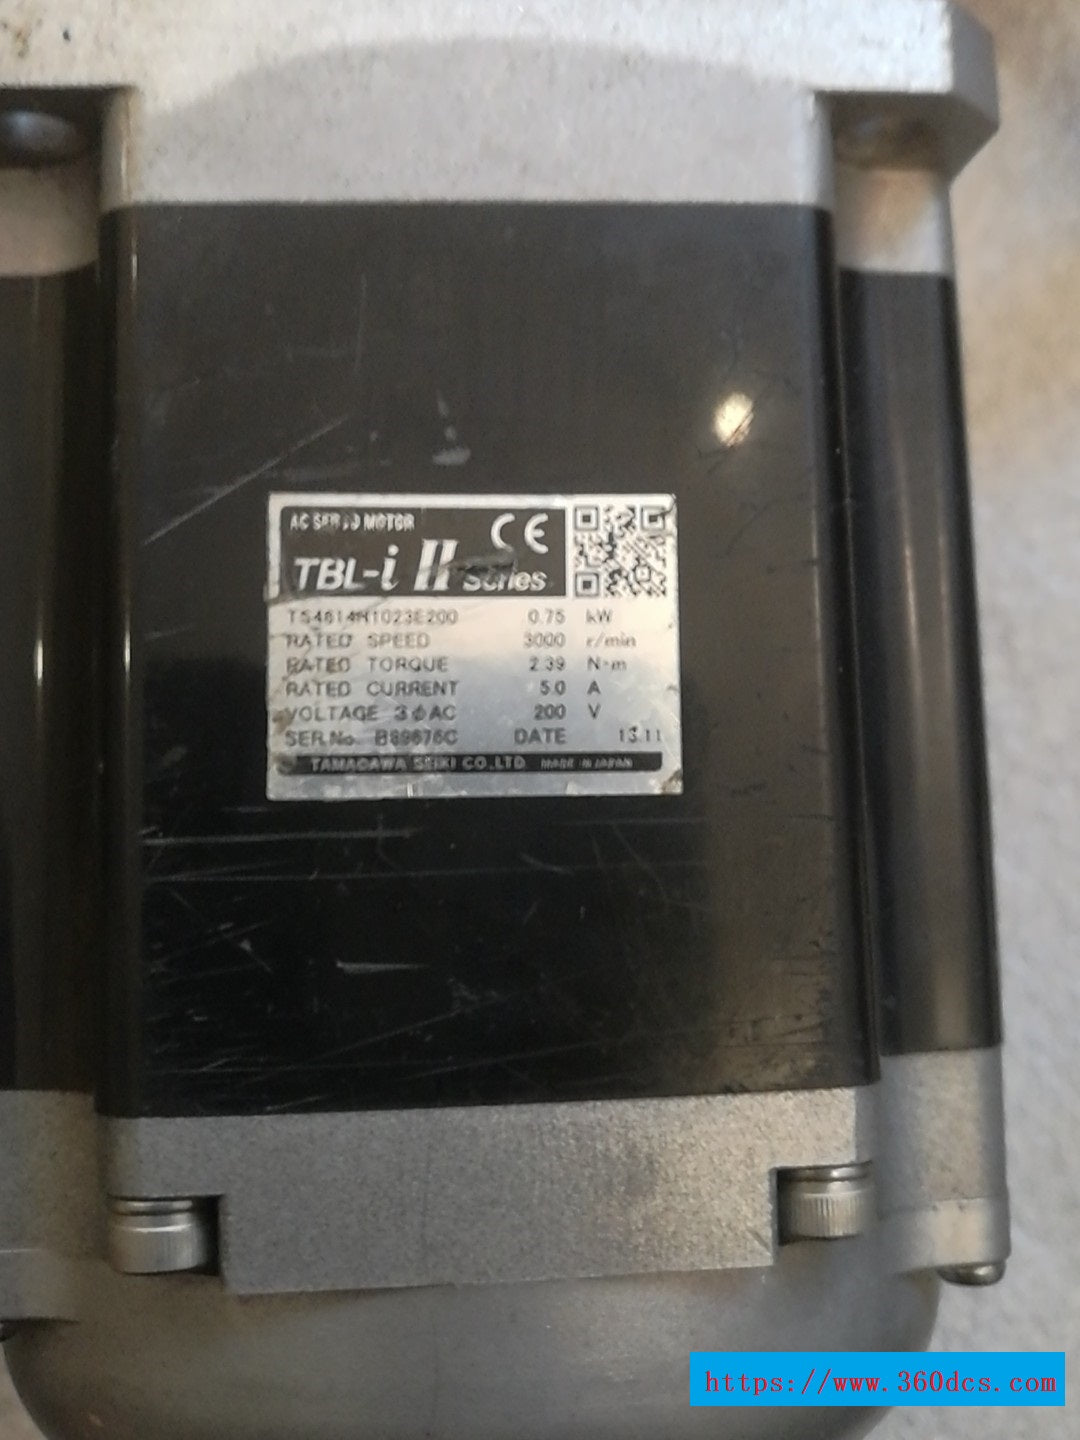 AC SERVO MOTOR CE
TBL-i II Series
TS4614N1023E200 0.75 kW
RATED SPEED 3000 r/min
RATED TORQUE 2.39 N·m
RATED CURRENT 5.0 A
VOLTAGE 3φAC 200 V
SER.No. DATE 13.11
TAMAGAWA SEIKI CO.,LTD. MADE IN JAPAN
https://www.360dcs.com